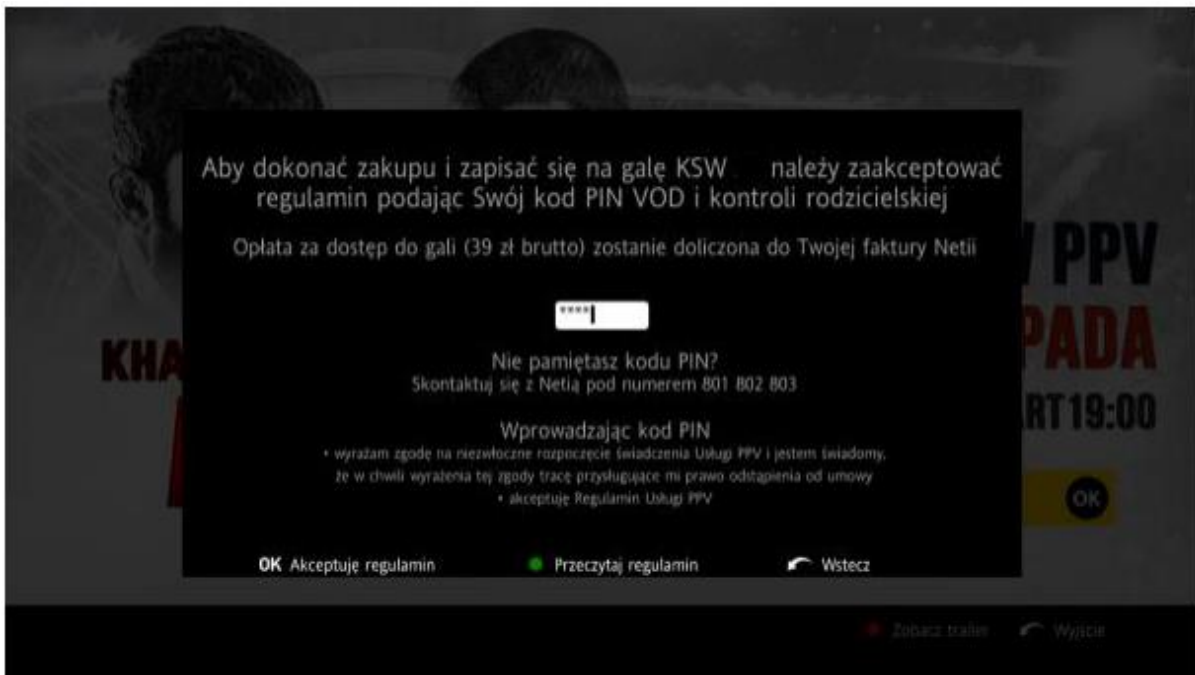 Aby dokonać zakupu i zapisać się na galę KSW należy zaakceptować
regulamin podając Swój kod PIN VOD i kontroli rodzicielskiej
Opłata za dostęp do gali (39 zł brutto) zostanie doliczona do Twojej faktury Netii
****
Nie pamiętasz kodu PIN?
Skontaktuj się z Netią pod numerem 801 802 803
Wprowadzając kod PIN
• wyrażam zgodę na niezwłoczne rozpoczęcie świadczenia Usługi PPV i jestem świadomy,
że w chwili wyrażenia tej zgody tracę przysługujące mi prawo odstąpienia od umowy
• akceptuję Regulamin Usługi PPV
OK Akceptuję regulamin
Przeczytaj regulamin
Wstecz
KHA
PPV
PADA
RT 19:00
OK
Zobacz trailer
Wyjście